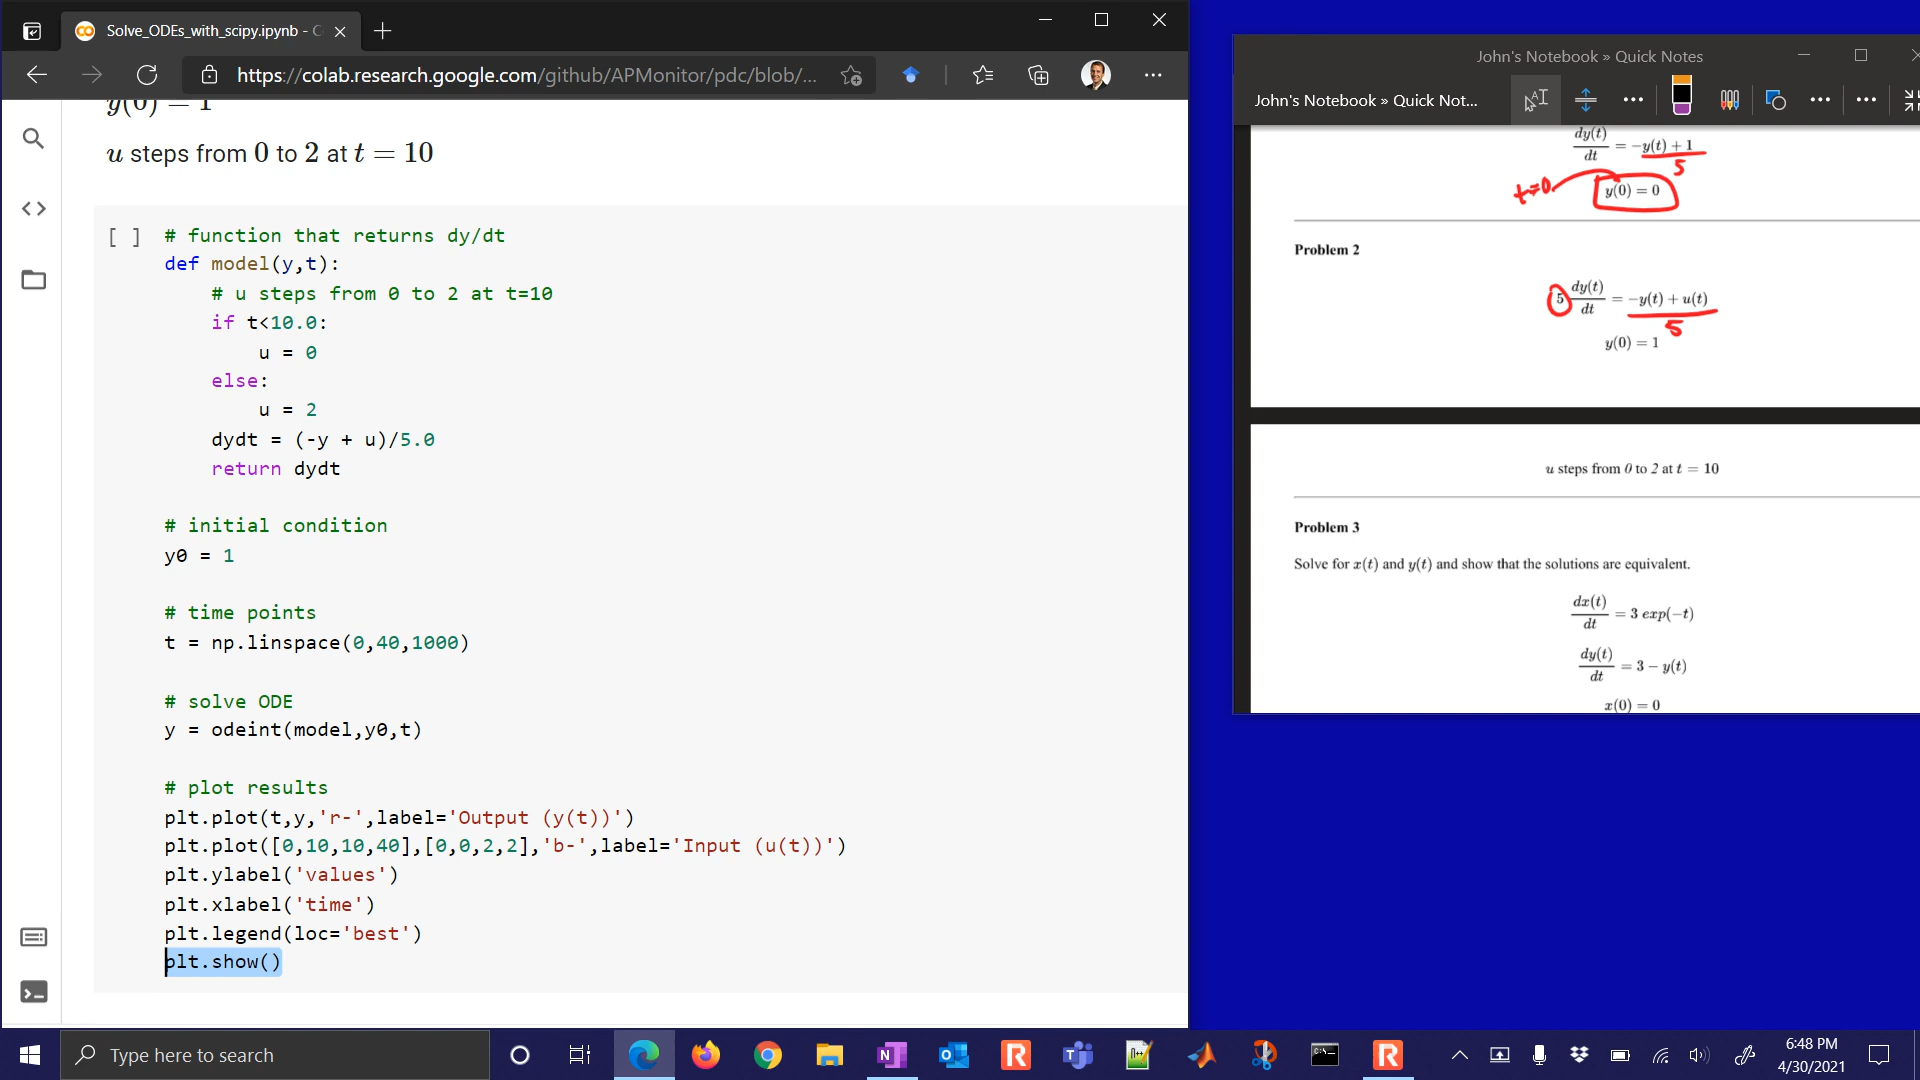 Solve_ODEs_with_scipy.ipynb - C
https://colab.research.google.com/github/APMonitor/pdc/blob/...
y(0) = 1
u steps from 0 to 2 at t = 10
[ ]
# function that returns dy/dt
def model(y,t):
# u steps from 0 to 2 at t=10
if t<10.0:
u = 0
else:
u = 2
dydt = (-y + u)/5.0
return dydt
# initial condition
y0 = 1
# time points
t = np.linspace(0,40,1000)
# solve ODE
y = odeint(model,y0,t)
# plot results
plt.plot(t,y,'r-',label='Output (y(t))')
plt.plot([0,10,10,40],[0,0,2,2],'b-',label='Input (u(t))')
plt.ylabel('values')
plt.xlabel('time')
plt.legend(loc='best')
plt.show()
John's Notebook » Quick Notes
John's Notebook » Quick Not...
dy(t)/dt = −y(t) + 1
5
t=0
y(0) = 0
Problem 2
5 dy(t)/dt = −y(t) + u(t)
5
y(0) = 1
u steps from 0 to 2 at t = 10
Problem 3
Solve for x(t) and y(t) and show that the solutions are equivalent.
dx(t)/dt = 3 exp(−t)
dy(t)/dt = 3 − y(t)
x(0) = 0
Type here to search
6:48 PM
4/30/2021